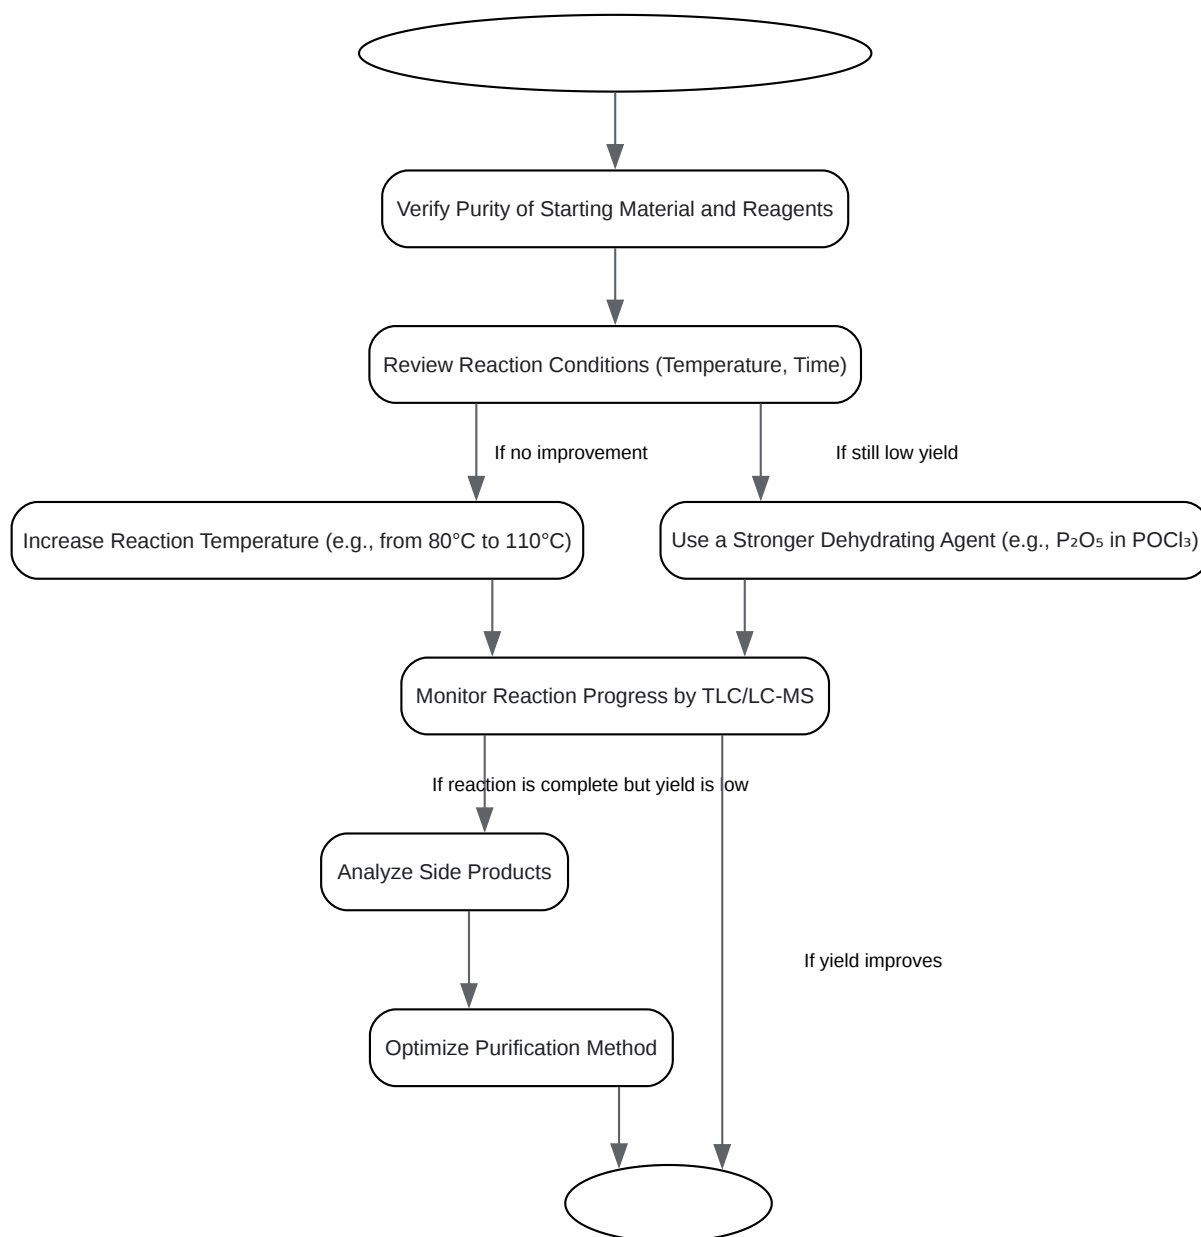 Verify Purity of Starting Material and Reagents
Review Reaction Conditions (Temperature, Time)
If no improvement
If still low yield
Increase Reaction Temperature (e.g., from 80°C to 110°C)
Use a Stronger Dehydrating Agent (e.g., P₂O₅ in POCl₃)
Monitor Reaction Progress by TLC/LC-MS
If reaction is complete but yield is low
Analyze Side Products
If yield improves
Optimize Purification Method